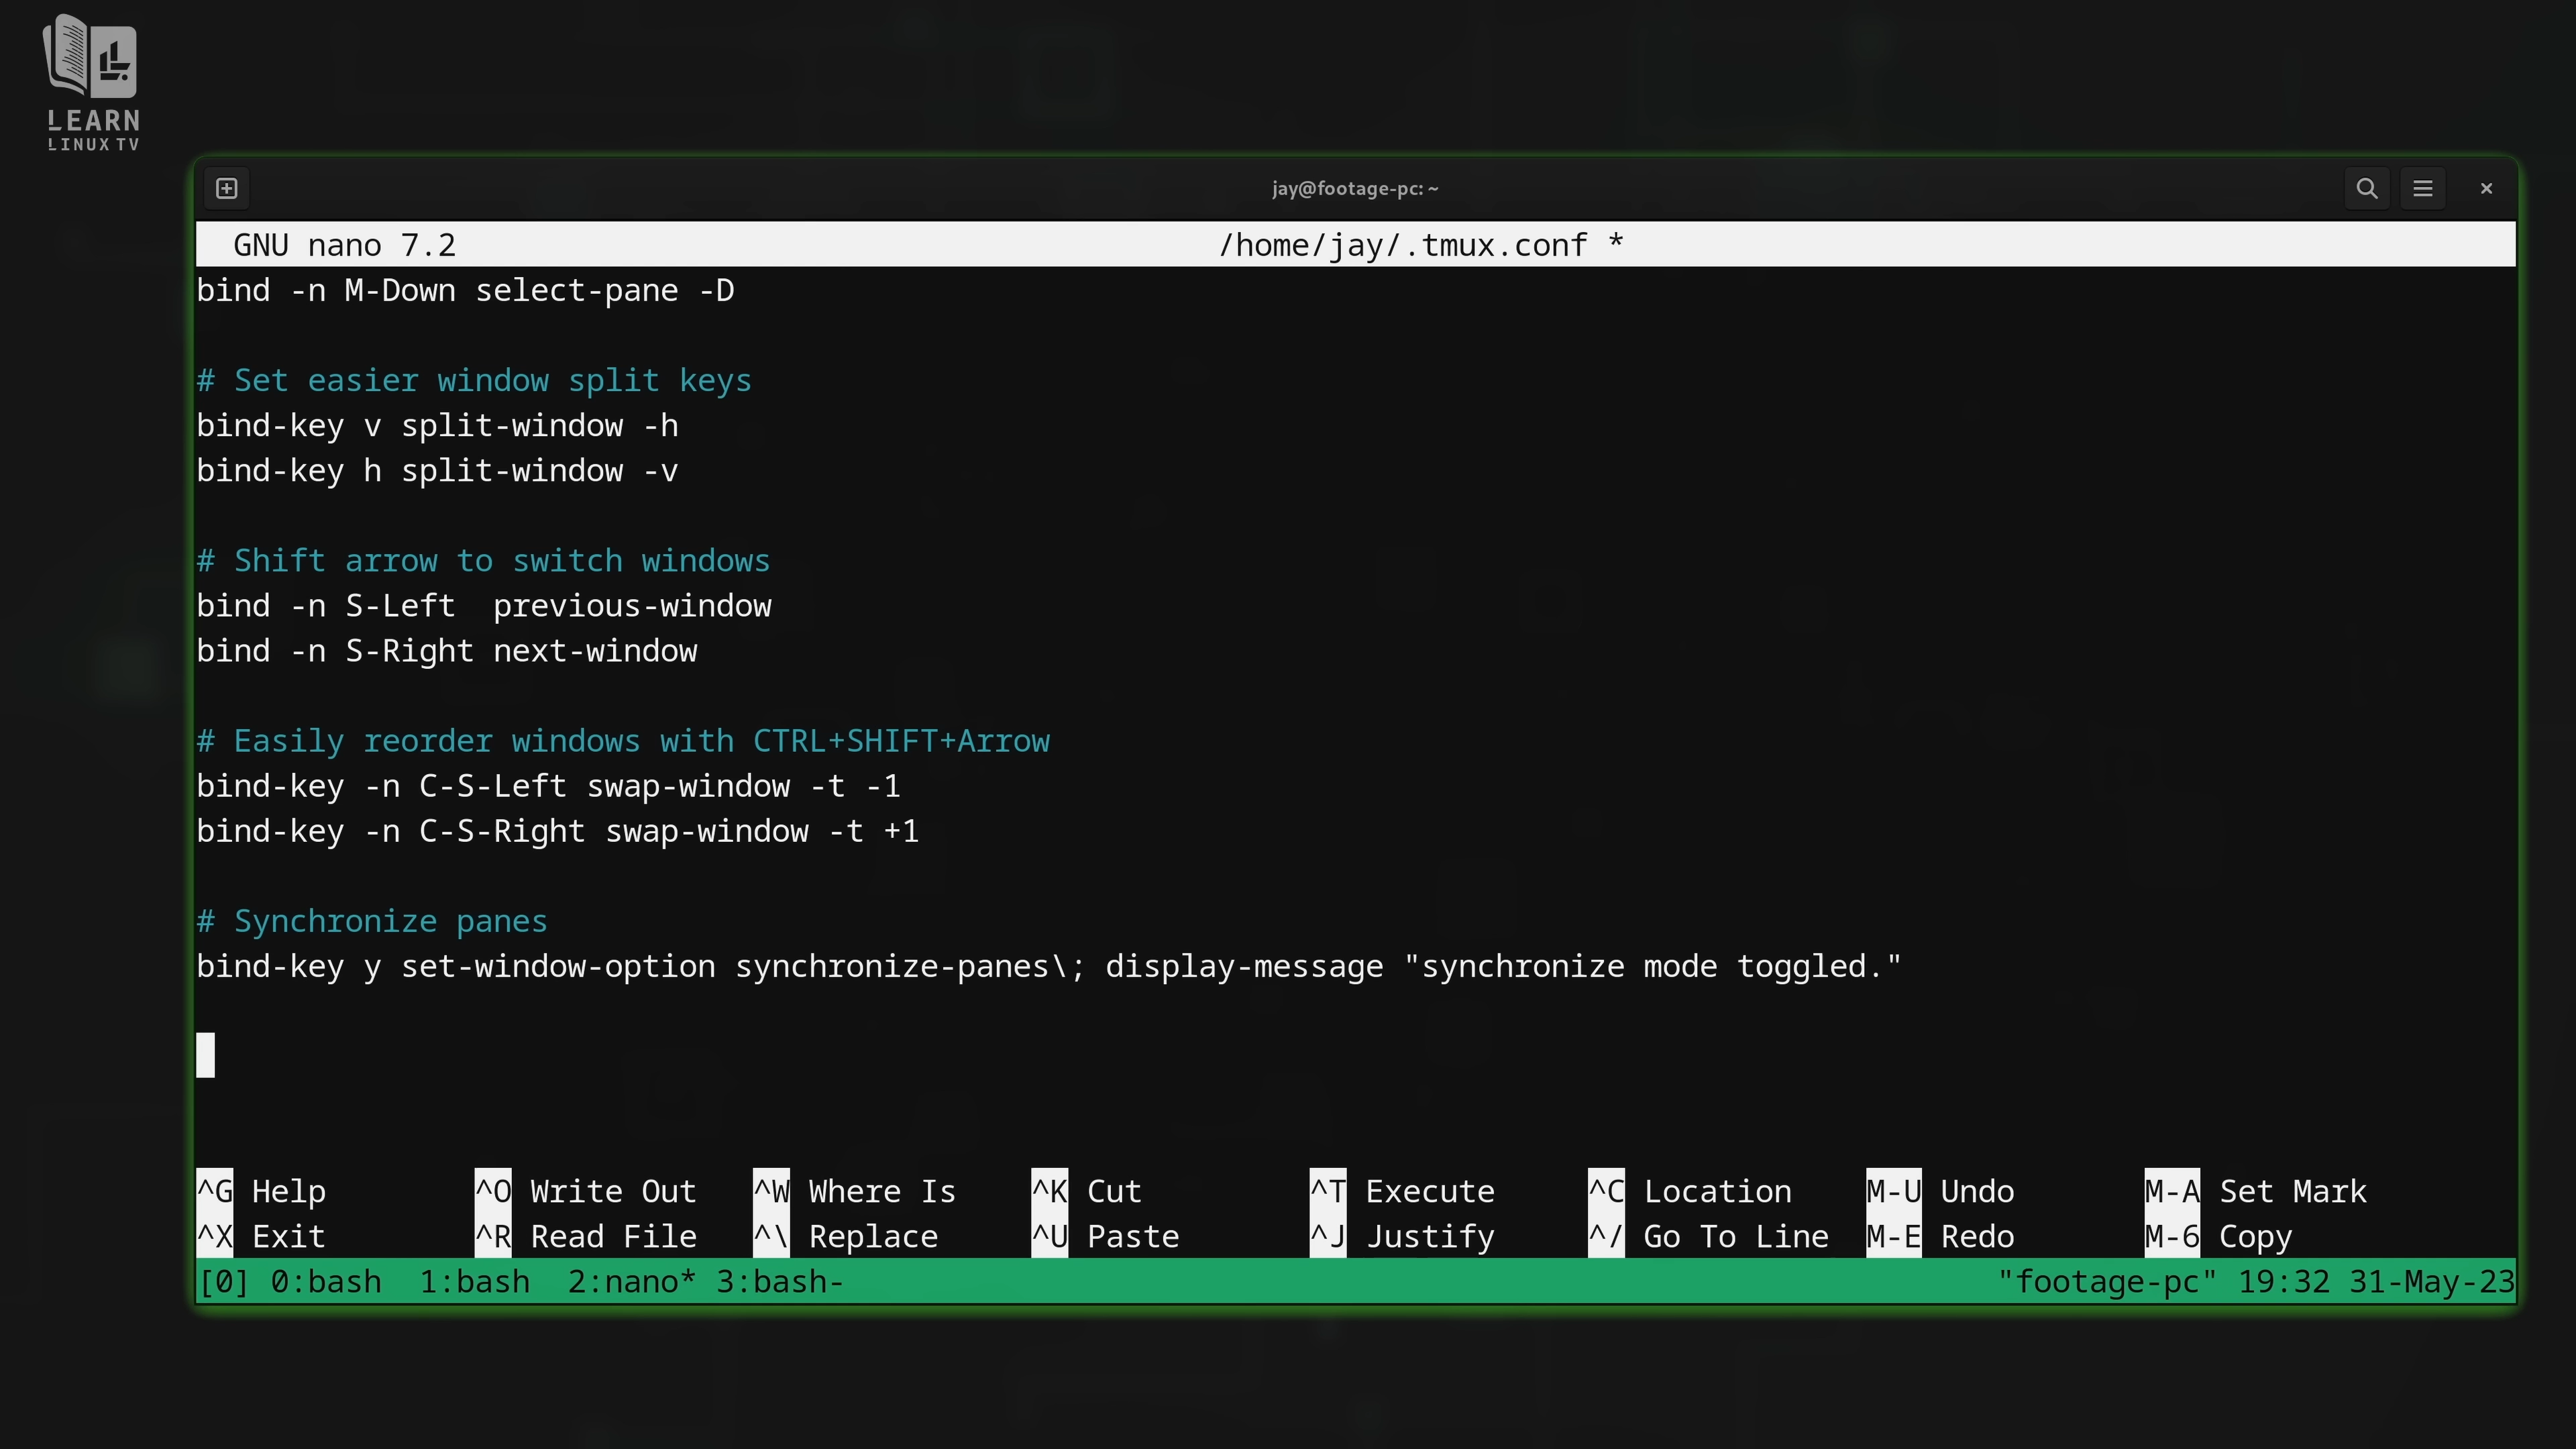 LEARN
LINUX TV
jay@footage-pc: ~
GNU nano 7.2 /home/jay/.tmux.conf *
bind -n M-Down select-pane -D
# Set easier window split keys
bind-key v split-window -h
bind-key h split-window -v
# Shift arrow to switch windows
bind -n S-Left  previous-window
bind -n S-Right next-window
# Easily reorder windows with CTRL+SHIFT+Arrow
bind-key -n C-S-Left swap-window -t -1
bind-key -n C-S-Right swap-window -t +1
# Synchronize panes
bind-key y set-window-option synchronize-panes\; display-message "synchronize mode toggled."
^G Help ^O Write Out ^W Where Is ^K Cut ^T Execute ^C Location M-U Undo M-A Set Mark
^X Exit ^R Read File ^\ Replace ^U Paste ^J Justify ^/ Go To Line M-E Redo M-6 Copy
[0] 0:bash  1:bash  2:nano* 3:bash- "footage-pc" 19:32 31-May-23